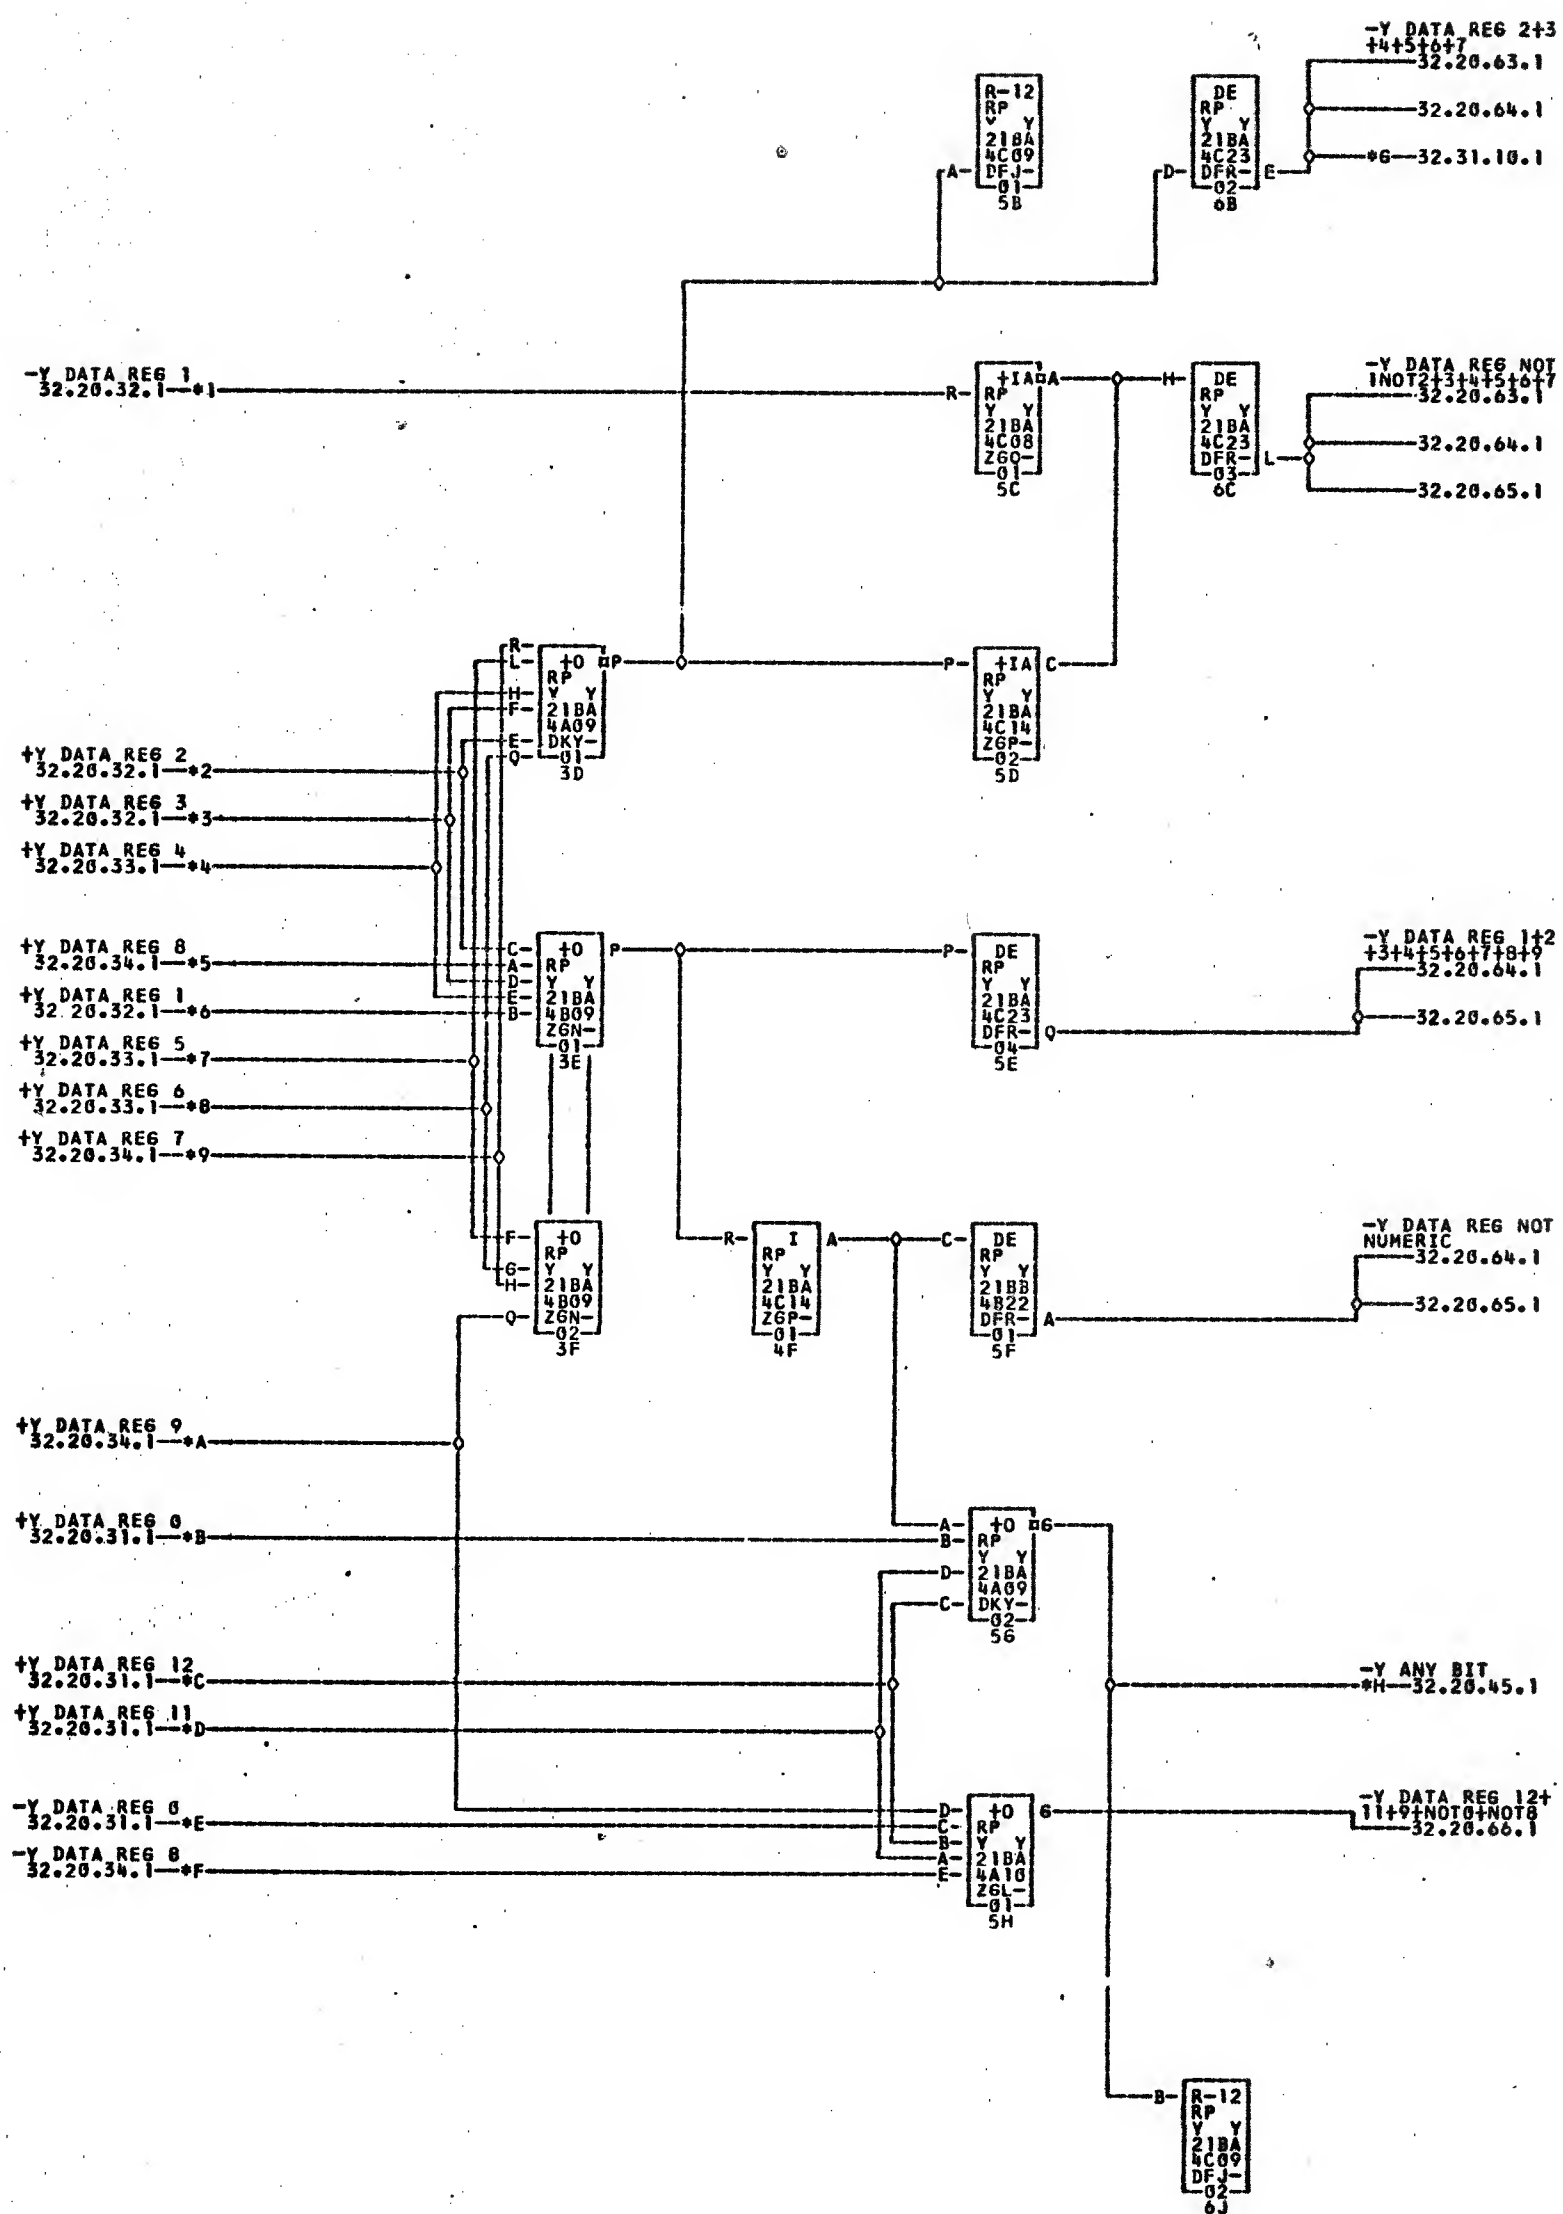 -Y DATA REG 2+3
+4+5+6+7
32.20.63.1
32.20.64.1
*G 32.31.10.1
R-12
RP
Y Y
21BA
4C09
A DFJ-
01
5B
DE
RP
Y Y
21BA
4C23
D DFR- E
02
6B
-Y DATA REG 1
32.20.32.1 *1
+IA A
R RP
Y Y
21BA
4C08
ZGQ-
01
5C
H DE
RP
Y Y
21BA
4C23
DFR- L
03
6C
-Y DATA REG NOT
1NOT2+3+4+5+6+7
32.20.63.1
32.20.64.1
32.20.65.1
R
L +O P
RP
H Y Y
F 21BA
4A09
E DKY-
Q 01
3D
P +IA C
RP
Y Y
21BA
4C14
ZGP-
02
5D
+Y DATA REG 2
32.20.32.1 *2
+Y DATA REG 3
32.20.32.1 *3
+Y DATA REG 4
32.20.33.1 *4
+Y DATA REG 8
32.20.34.1 *5
+Y DATA REG 1
32.20.32.1 *6
+Y DATA REG 5
32.20.33.1 *7
+Y DATA REG 6
32.20.33.1 *8
+Y DATA REG 7
32.20.34.1 *9
C +O P
A RP
D Y Y
E 21BA
B 4B09
ZGN-
01
3E
P DE
RP
Y Y
21BA
4C23
DFR- Q
04
5E
-Y DATA REG 1+2
+3+4+5+6+7+8+9
32.20.64.1
32.20.65.1
F +O
RP
G Y Y
H 21BA
4B09
Q ZGN-
02
3F
R I A
RP
Y Y
21BA
4C14
ZGP-
01
4F
C DE
RP
Y Y
21BB
4B22
DFR- A
01
5F
-Y DATA REG NOT
NUMERIC
32.20.64.1
32.20.65.1
+Y DATA REG 9
32.20.34.1 *A
+Y DATA REG 0
32.20.31.1 *B
A +O G
B RP
Y Y
D 21BA
4A09
C DKY-
02
5G
+Y DATA REG 12
32.20.31.1 *C
+Y DATA REG 11
32.20.31.1 *D
-Y ANY BIT
*H 32.20.45.1
-Y DATA REG 0
32.20.31.1 *E
-Y DATA REG 8
32.20.34.1 *F
D +O G
C RP
B Y Y
A 21BA
E 4A10
ZGL-
01
5H
-Y DATA REG 12+
11+9+NOT0+NOT8
32.20.66.1
B R-12
RP
Y Y
21BA
4C09
DFJ-
02
6J